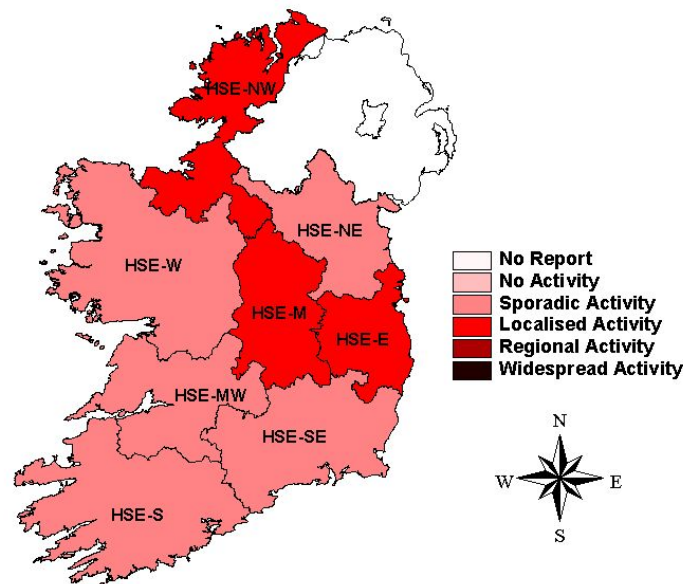 HSE-NW
HSE-NE
HSE-W
HSE-M
HSE-E
HSE-MW
HSE-SE
HSE-S
No Report
No Activity
Sporadic Activity
Localised Activity
Regional Activity
Widespread Activity
N
W
E
S